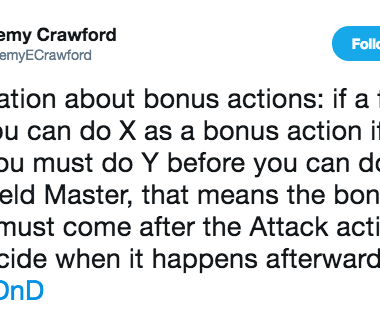 emy Crawford
emyECrawford
Follo
ation about bonus actions: if a f
ou can do X as a bonus action if
ou must do Y before you can do
eld Master, that means the bon
must come after the Attack acti
cide when it happens afterward
DnD